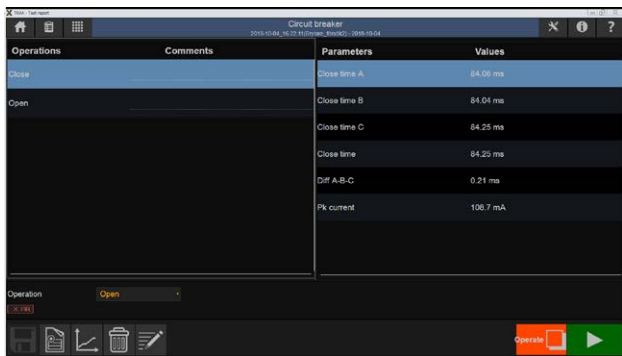 Circuit breaker
Operations Comments
Close
Open
Parameters Values
Close time A 84.06 ms
Close time B 84.04 ms
Close time C 84.25 ms
Close time 84.25 ms
Diff A-B-C 0.21 ms
Pk current 108.7 mA
Operation Open
Operate